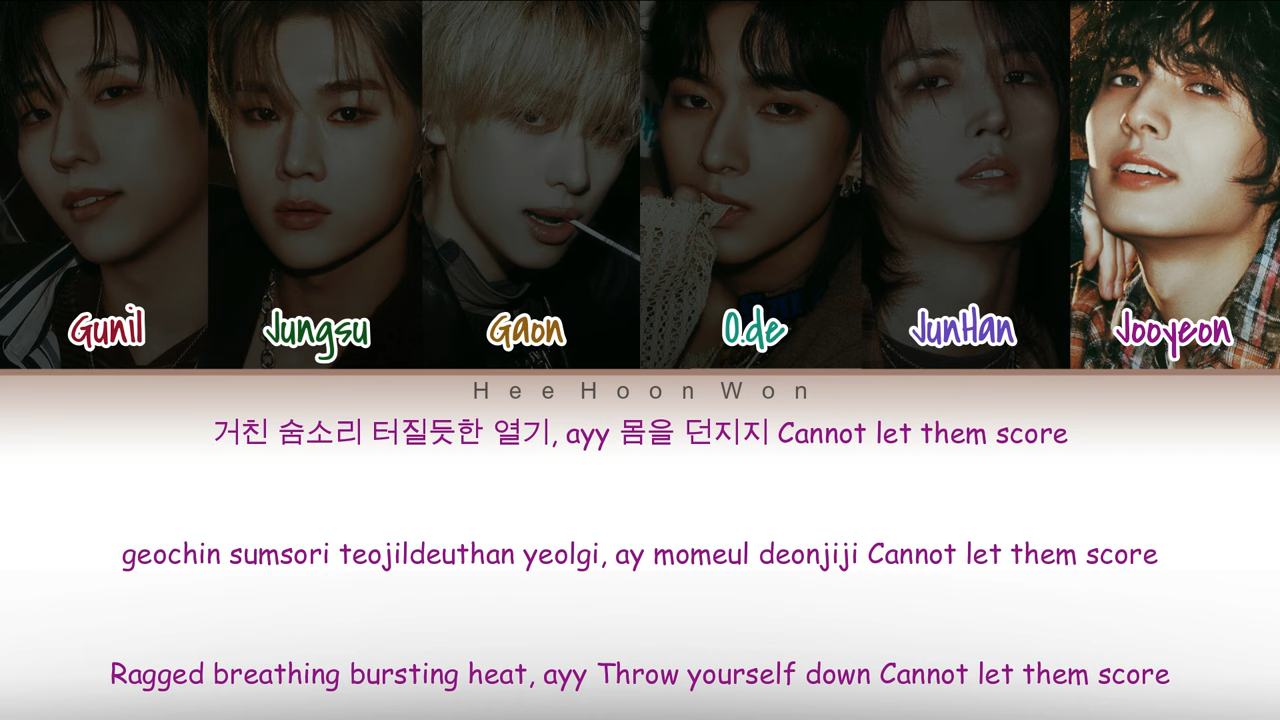 Gunil Jungsu Gaon O.de JunHan Jooyeon
HeeHoonWon
거친 숨소리 터질듯한 열기, ayy 몸을 던지지 Cannot let them score
geochin sumsori teojildeuthan yeolgi, ay momeul deonjiji Cannot let them score
Ragged breathing bursting heat, ayy Throw yourself down Cannot let them score